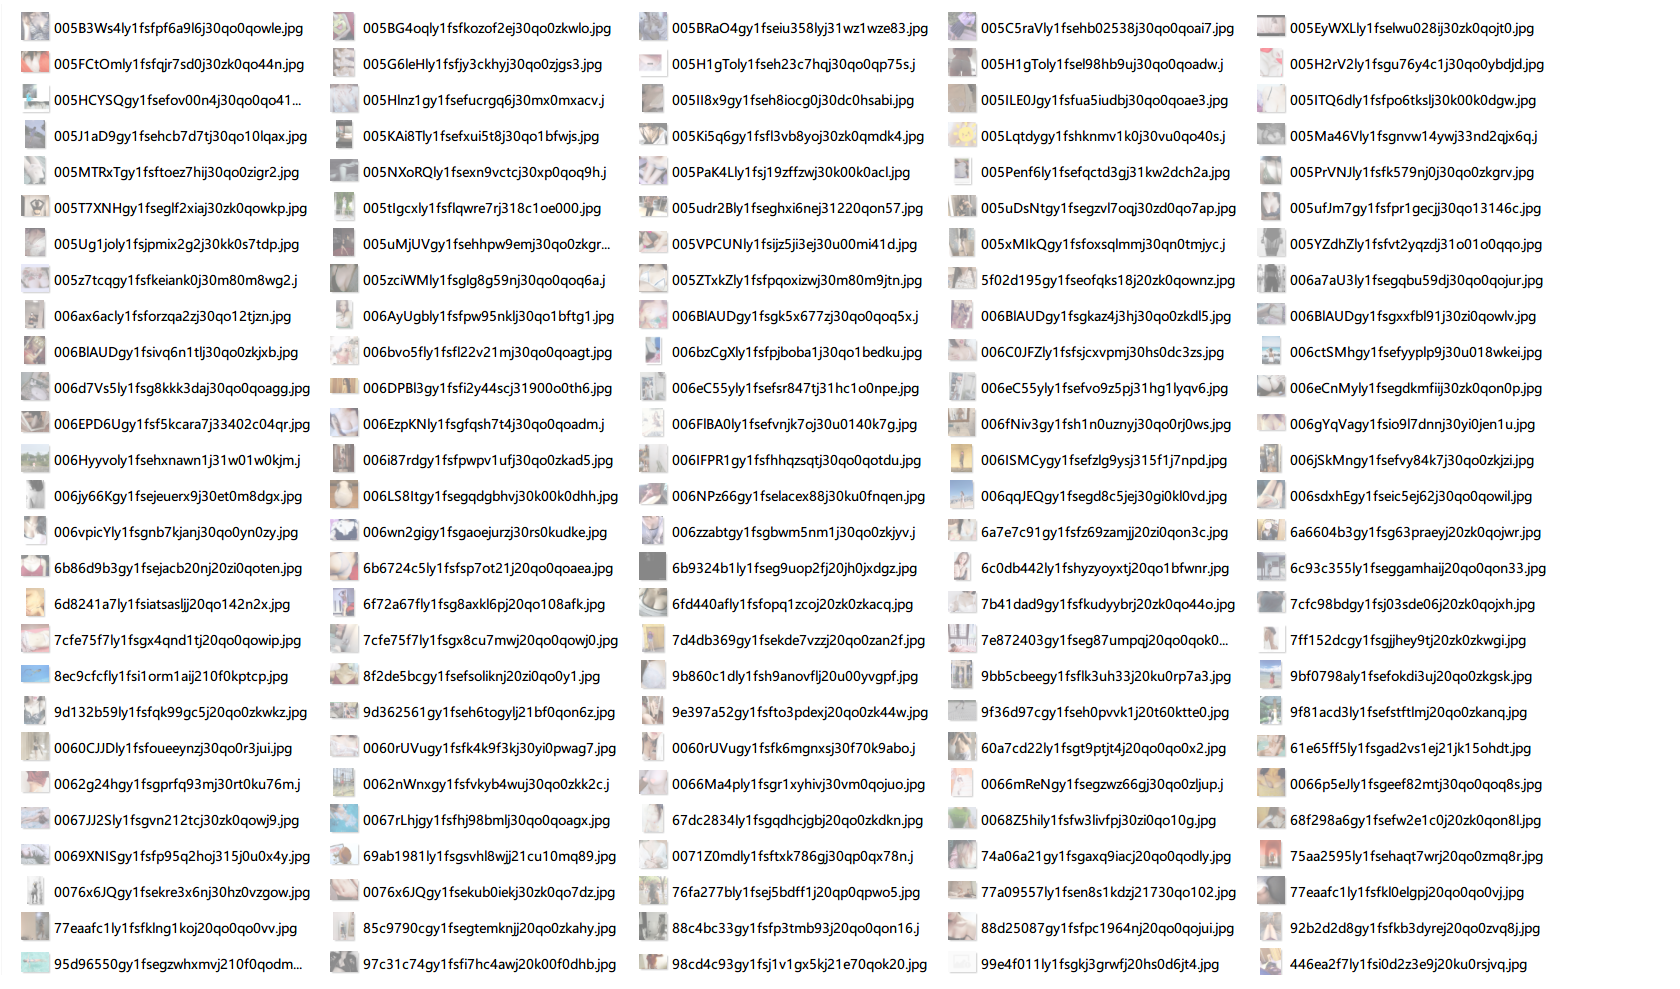 005B3Ws4ly1fsfpf6a9l6j30qo0qowle.jpg 005BG4oqly1fsfkozof2ej30qo0zkwlo.jpg 005BRaO4gy1fseiu358lyj31wz1wze83.jpg 005C5raVly1fsehb02538j30qo0qoai7.jpg 005EyWXLly1fselwu028ij30zk0qojt0.jpg
005FCtOmly1fsfqjr7sd0j30zk0qo44n.jpg 005G6leHly1fsfjy3ckhyj30qo0zjgs3.jpg 005H1gToly1fseh23c7hqj30qo0qp75s.j 005H1gToly1fsel98hb9uj30qo0qoadw.j 005H2rV2ly1fsgu76y4c1j30qo0ybdjd.jpg
005HCYSQgy1fsefov00n4j30qo0qo41... 005Hlnz1gy1fsefucrgq6j30mx0mxacv.j 005II8x9gy1fseh8iocg0j30dc0hsabi.jpg 005ILE0Jgy1fsfua5iudbj30qo0qoae3.jpg 005ITQ6dly1fsfpo6tkslj30k00k0dgw.jpg
005J1aD9gy1fsehcb7d7tj30qo10lqax.jpg 005KAi8Tly1fsefxui5t8j30qo1bfwjs.jpg 005Ki5q6gy1fsfl3vb8yoj30zk0qmdk4.jpg 005Lqtdygy1fshknmv1k0j30vu0qo40s.j 005Ma46Vly1fsgnvw14ywj33nd2qjx6q.j
005MTRxTgy1fsftoez7hij30qo0zigr2.jpg 005NXoRQly1fsexn9vctcj30xp0qoq9h.j 005PaK4Lly1fsj19zffzwj30k00k0acl.jpg 005Penf6ly1fsefqctd3gj31kw2dch2a.jpg 005PrVNJly1fsfk579nj0j30qo0zkgrv.jpg
005T7XNHgy1fseglf2xiaj30zk0qowkp.jpg 005tIgcxly1fsflqwre7rj318c1oe000.jpg 005udr2Bly1fseghxi6nej31220qon57.jpg 005uDsNtgy1fsegzvl7oqj30zd0qo7ap.jpg 005ufJm7gy1fsfpr1gecjj30qo13146c.jpg
005Ug1joly1fsjpmix2g2j30kk0s7tdp.jpg 005uMjUVgy1fsehhpw9emj30qo0zkgr... 005VPCUNly1fsijz5ji3ej30u00mi41d.jpg 005xMIkQgy1fsfoxsqlmmj30qn0tmjyc.j 005YZdhZly1fsfvt2yqzdj31o01o0qqo.jpg
005z7tcqgy1fsfkeiank0j30m80m8wg2.j 005zciWMly1fsglg8g59nj30qo0qoq6a.j 005ZTxkZly1fsfpqoxizwj30m80m9jtn.jpg 5f02d195gy1fseofqks18j20zk0qownz.jpg 006a7aU3ly1fsegqbu59dj30qo0qojur.jpg
006ax6acly1fsforzqa2zj30qo12tjzn.jpg 006AyUgbly1fsfpw95nklj30qo1bftg1.jpg 006BlAUDgy1fsgk5x677zj30qo0qoq5x.j 006BlAUDgy1fsgkaz4j3hj30qo0zkdl5.jpg 006BlAUDgy1fsgxxfbl91j30zi0qowlv.jpg
006BlAUDgy1fsivq6n1tlj30qo0zkjxb.jpg 006bvo5fly1fsfl22v21mj30qo0qoagt.jpg 006bzCgXly1fsfpjboba1j30qo1bedku.jpg 006C0JFZly1fsfsjcxvpmj30hs0dc3zs.jpg 006ctSMhgy1fsefyyplp9j30u018wkei.jpg
006d7Vs5ly1fsg8kkk3daj30qo0qoagg.jpg 006DPBl3gy1fsfi2y44scj31900o0th6.jpg 006eC55yly1fsefsr847tj31hc1o0npe.jpg 006eC55yly1fsefvo9z5pj31hg1lyqv6.jpg 006eCnMyly1fsegdkmfiij30zk0qon0p.jpg
006EPD6Ugy1fsf5kcara7j33402c04qr.jpg 006EzpKNly1fsgfqsh7t4j30qo0qoadm.j 006FlBA0ly1fsefvnjk7oj30u0140k7g.jpg 006fNiv3gy1fsh1n0uznyj30qo0rj0ws.jpg 006gYqVagy1fsio9l7dnnj30yi0jen1u.jpg
006Hyyvoly1fsehxnawn1j31w01w0kjm.j 006i87rdgy1fsfpwpv1ufj30qo0zkad5.jpg 006IFPR1gy1fsfhhqzsqtj30qo0qotdu.jpg 006ISMCygy1fsefzlg9ysj315f1j7npd.jpg 006jSkMngy1fsefvy84k7j30qo0zkjzi.jpg
006jy66Kgy1fsejeuerx9j30et0m8dgx.jpg 006LS8Itgy1fsegqdgbhvj30k00k0dhh.jpg 006NPz66gy1fselacex88j30ku0fnqen.jpg 006qqJEQgy1fsegd8c5jej30gi0kl0vd.jpg 006sdxhEgy1fseic5ej62j30qo0qowil.jpg
006vpicYly1fsgnb7kjanj30qo0yn0zy.jpg 006wn2gigy1fsgaoejurzj30rs0kudke.jpg 006zzabtgy1fsgbwm5nm1j30qo0zkjyv.j 6a7e7c91gy1fsfz69zamjj20zi0qon3c.jpg 6a6604b3gy1fsg63praeyj20zk0qojwr.jpg
6b86d9b3gy1fsejacb20nj20zi0qoten.jpg 6b6724c5ly1fsfsp7ot21j20qo0qoaea.jpg 6b9324b1ly1fseg9uop2fj20jh0jxdgz.jpg 6c0db442ly1fshyzyoyxtj20qo1bfwnr.jpg 6c93c355ly1fseggamhaij20qo0qon33.jpg
6d8241a7ly1fsiatsasljj20qo142n2x.jpg 6f72a67fly1fsg8axkl6pj20qo108afk.jpg 6fd440afly1fsfopq1zcoj20zk0zkacq.jpg 7b41dad9gy1fsfkudyybrj20zk0qo44o.jpg 7cfc98bdgy1fsj03sde06j20zk0qojxh.jpg
7cfe75f7ly1fsgx4qnd1tj20qo0qowip.jpg 7cfe75f7ly1fsgx8cu7mwj20qo0qowj0.jpg 7d4db369gy1fsekde7vzzj20qo0zan2f.jpg 7e872403gy1fseg87umpqj20qo0qok0... 7ff152dcgy1fsgjjhey9tj20zk0zkwgi.jpg
8ec9cfcfly1fsi1orm1aij210f0kptcp.jpg 8f2de5bcgy1fsefsoliknj20zi0qo0y1.jpg 9b860c1dly1fsh9anovflj20u00yvgpf.jpg 9bb5cbeegy1fsflk3uh33j20ku0rp7a3.jpg 9bf0798aly1fsefokdi3uj20qo0zkgsk.jpg
9d132b59ly1fsfqk99gc5j20qo0zkwkz.jpg 9d362561gy1fseh6togylj21bf0qon6z.jpg 9e397a52gy1fsfto3pdexj20qo0zk44w.jpg 9f36d97cgy1fseh0pvvk1j20t60ktte0.jpg 9f81acd3ly1fsefstftlmj20qo0zkanq.jpg
0060CJJDly1fsfoueeynzj30qo0r3jui.jpg 0060rUVugy1fsfk4k9f3kj30yi0pwag7.jpg 0060rUVugy1fsfk6mgnxsj30f70k9abo.j 60a7cd22ly1fsgt9ptjt4j20qo0qo0x2.jpg 61e65ff5ly1fsgad2vs1ej21jk15ohdt.jpg
0062g24hgy1fsgprfq93mj30rt0ku76m.j 0062nWnxgy1fsfvkyb4wuj30qo0zkk2c.j 0066Ma4ply1fsgr1xyhivj30vm0qojuo.jpg 0066mReNgy1fsegzwz66gj30qo0zljup.j 0066p5eJly1fsgeef82mtj30qo0qoq8s.jpg
0067JJ2Sly1fsgvn212tcj30zk0qowj9.jpg 0067rLhjgy1fsfhj98bmlj30qo0qoagx.jpg 67dc2834ly1fsgqdhcjgbj20qo0zkdkn.jpg 0068Z5hily1fsfw3livfpj30zi0qo10g.jpg 68f298a6gy1fsefw2e1c0j20zk0qon8l.jpg
0069XNISgy1fsfp95q2hoj315j0u0x4y.jpg 69ab1981ly1fsgsvhl8wjj21cu10mq89.jpg 0071Z0mdly1fsftxk786gj30qp0qx78n.j 74a06a21gy1fsgaxq9iacj20qo0qodly.jpg 75aa2595ly1fsehaqt7wrj20qo0zmq8r.jpg
0076x6JQgy1fsekre3x6nj30hz0vzgow.jpg 0076x6JQgy1fsekub0iekj30zk0qo7dz.jpg 76fa277bly1fsej5bdff1j20qp0qpwo5.jpg 77a09557ly1fsen8s1kdzj21730qo102.jpg 77eaafc1ly1fsfkl0elgpj20qo0qo0vj.jpg
77eaafc1ly1fsfklng1koj20qo0qo0vv.jpg 85c9790cgy1fsegtemknjj20qo0zkahy.jpg 88c4bc33gy1fsfp3tmb93j20qo0qon16.j 88d25087gy1fsfpc1964nj20qo0qojui.jpg 92b2d2d8gy1fsfkb3dyrej20qo0zvq8j.jpg
95d96550gy1fsegzwhxmvj210f0qodm... 97c31c74gy1fsfi7hc4awj20k00f0dhb.jpg 98cd4c93gy1fsj1v1gx5kj21e70qok20.jpg 99e4f011ly1fsgkj3grwfj20hs0d6jt4.jpg 446ea2f7ly1fsi0d2z3e9j20ku0rsjvq.jpg